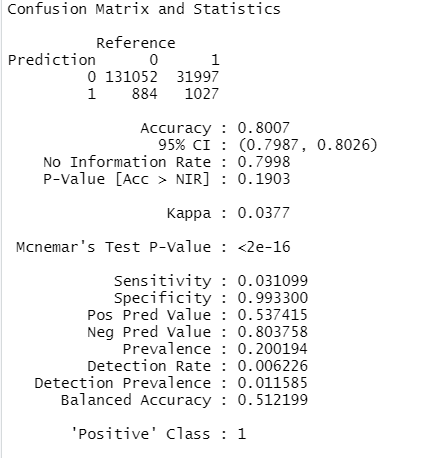 Confusion Matrix and Statistics
Reference
Prediction 0 1
0 131052 31997
1 884 1027
Accuracy : 0.8007
95% CI : (0.7987, 0.8026)
No Information Rate : 0.7998
P-Value [Acc > NIR] : 0.1903
Kappa : 0.0377
Mcnemar's Test P-Value : <2e-16
Sensitivity : 0.031099
Specificity : 0.993300
Pos Pred Value : 0.537415
Neg Pred Value : 0.803758
Prevalence : 0.200194
Detection Rate : 0.006226
Detection Prevalence : 0.011585
Balanced Accuracy : 0.512199
'Positive' Class : 1